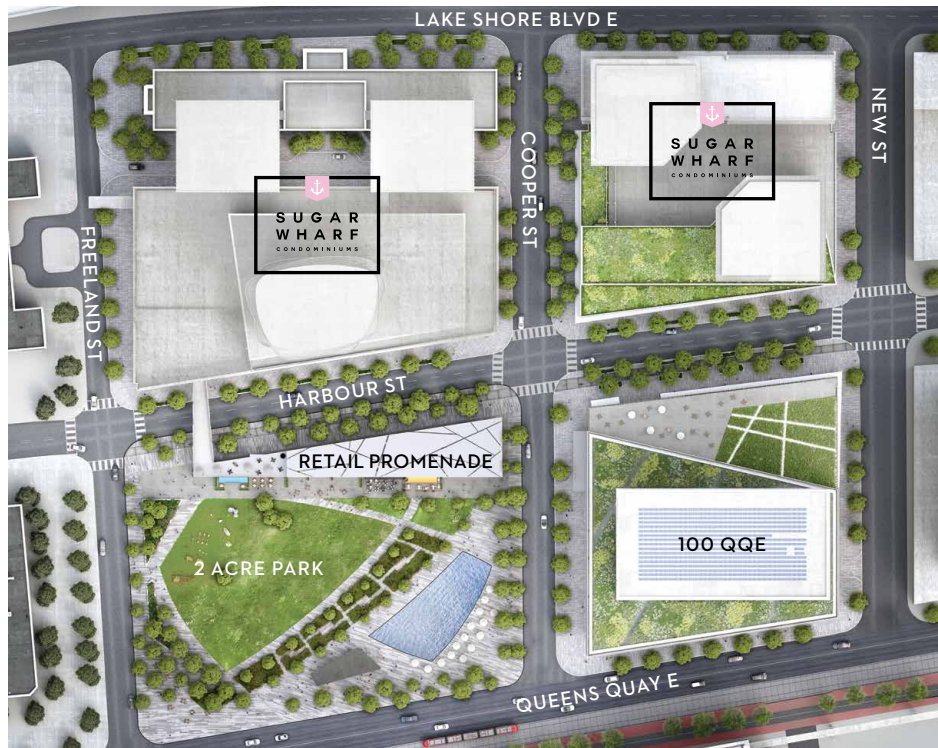 LAKE SHORE BLVD E
NEW ST
COOPER ST
SUGAR
WHARF
CONDOMINIUMS
SUGAR
WHARF
CONDOMINIUMS
FREELAND ST
HARBOUR ST
RETAIL PROMENADE
100 QQE
2 ACRE PARK
QUEENS QUAY E